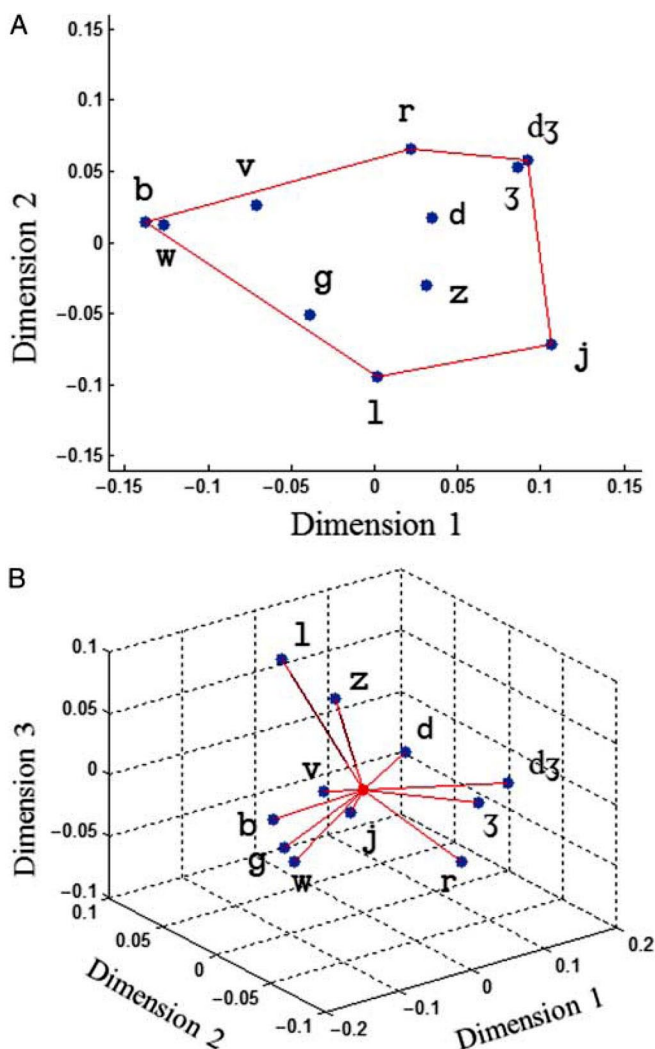 A
0.15
0.1
0.05
0
−0.05
−0.1
−0.15
Dimension 2
b
w
v
r
dʒ
ʒ
d
z
g
l
j
−0.15
−0.1
−0.05
0
0.05
0.1
0.15
Dimension 1
B
0.1
0.05
0
−0.05
−0.1
Dimension 3
l
z
d
v
dʒ
b
ʒ
j
g
w
r
0.1
0.05
0
−0.05
−0.1
Dimension 2
−0.2
−0.1
0
0.1
0.2
Dimension 1